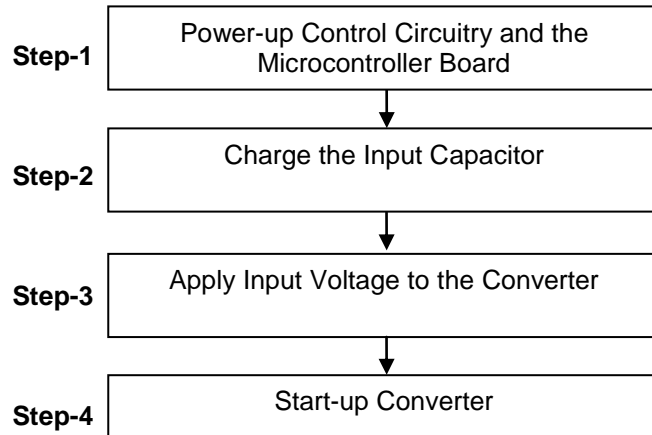 Step-1
Power-up Control Circuitry and the
Microcontroller Board
Step-2
Charge the Input Capacitor
Step-3
Apply Input Voltage to the Converter
Step-4
Start-up Converter